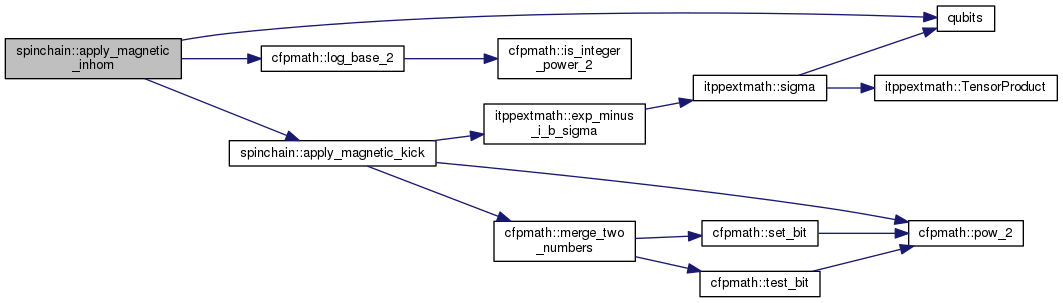 spinchain::apply_magnetic
_inhom
qubits
cfpmath::log_base_2
cfpmath::is_integer
_power_2
itppextmath::sigma
itppextmath::TensorProduct
itppextmath::exp_minus
_i_b_sigma
spinchain::apply_magnetic_kick
cfpmath::merge_two
_numbers
cfpmath::set_bit
cfpmath::pow_2
cfpmath::test_bit